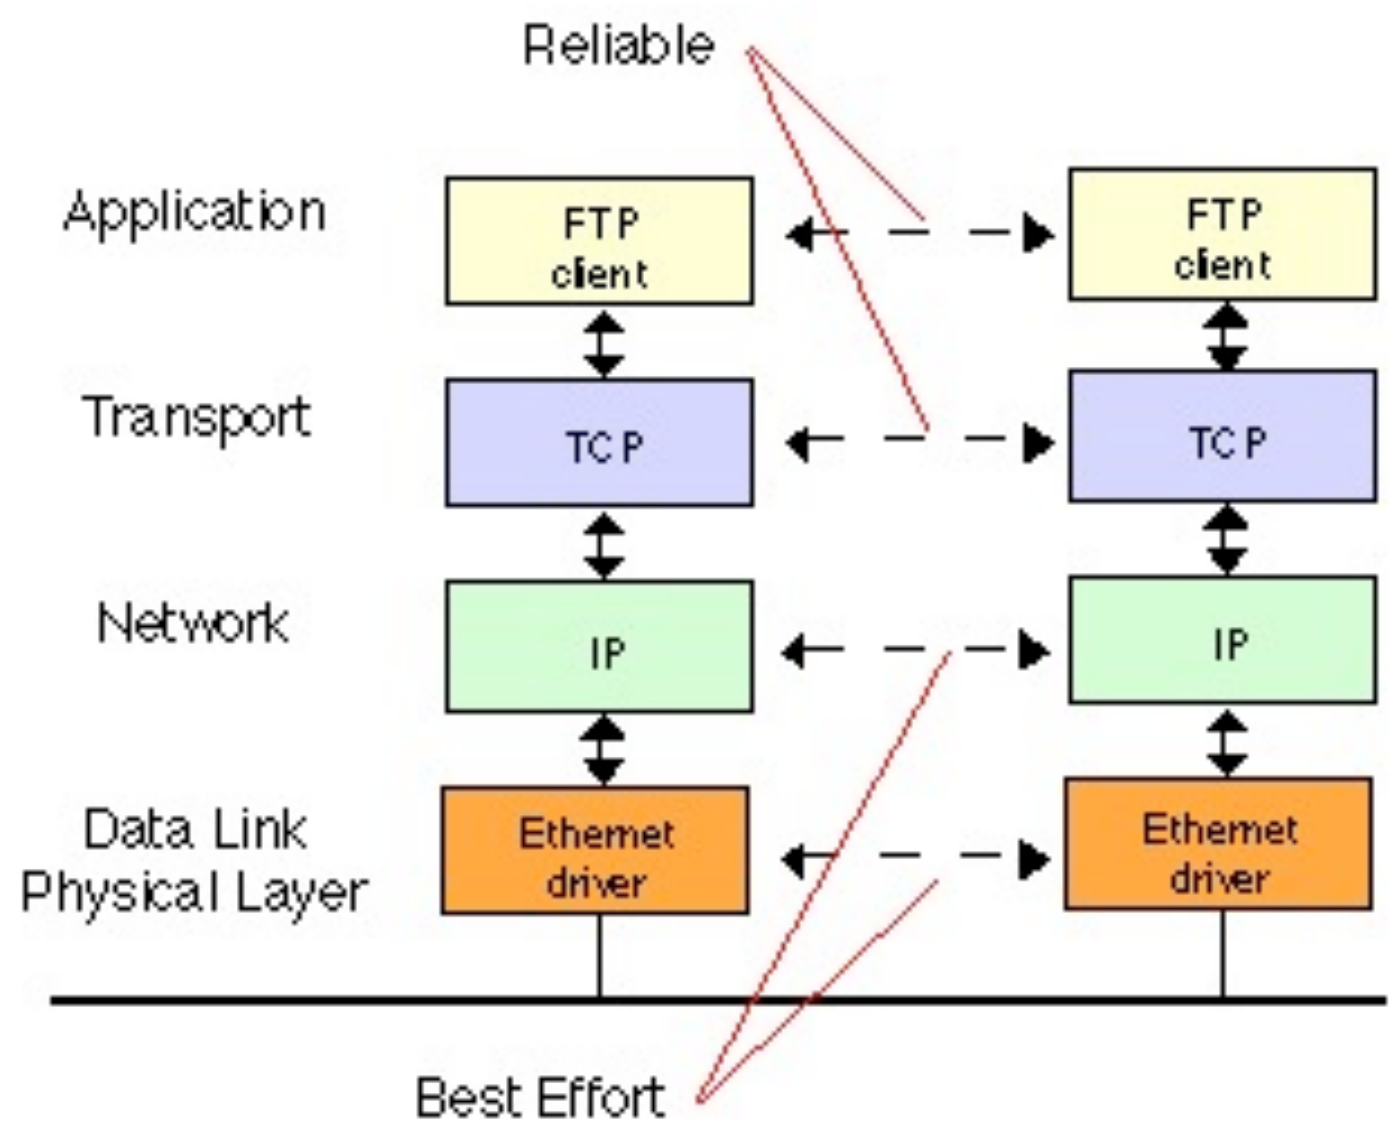 Reliable
Application
FTP
client
FTP
client
Transport
TCP
TCP
Network
IP
IP
Data Link
Physical Layer
Ethernet
driver
Ethernet
driver
Best Effort